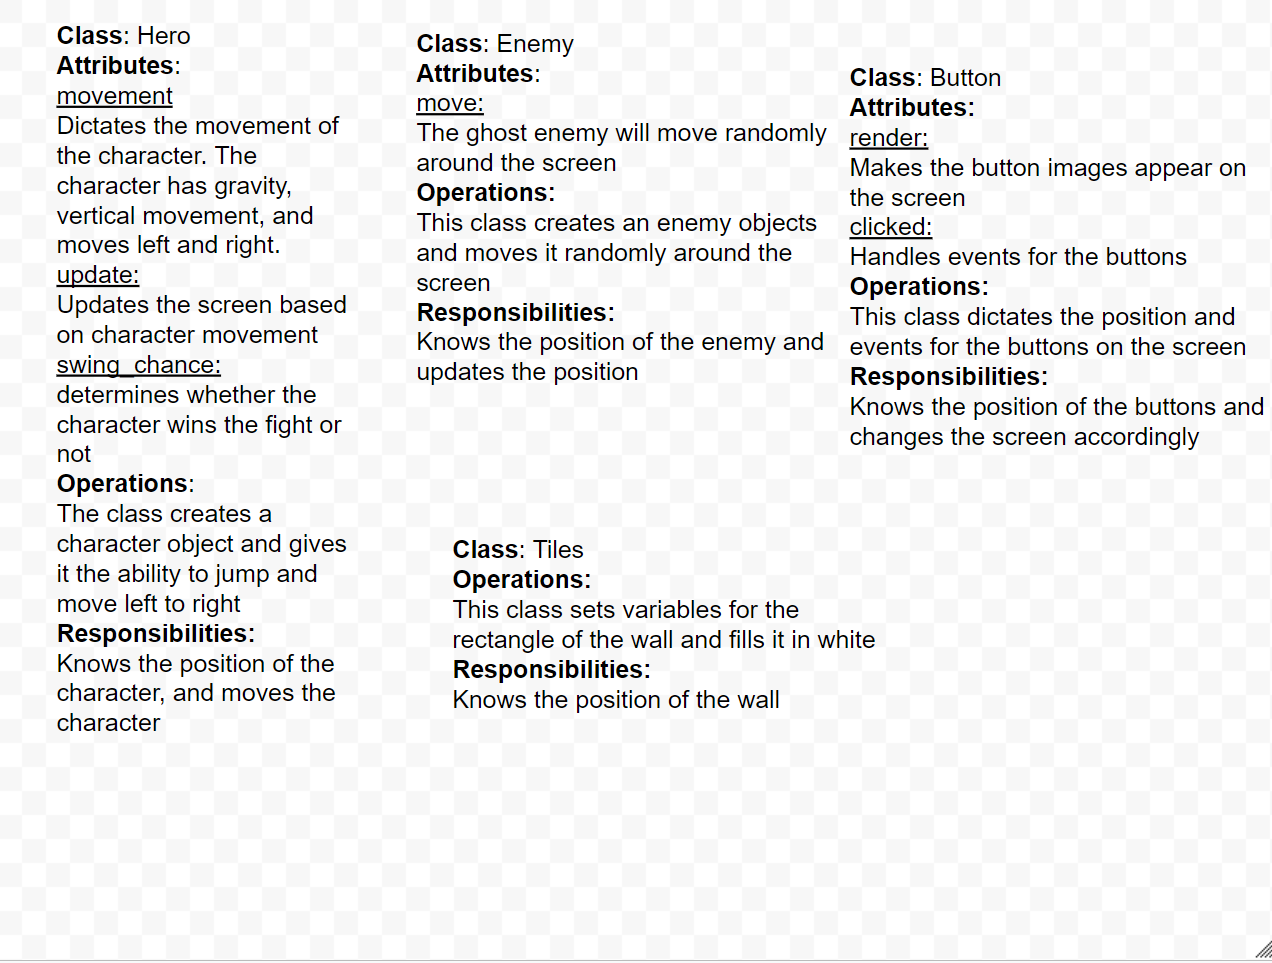 Class: Hero
Attributes:
movement
Dictates the movement of
the character. The
character has gravity,
vertical movement, and
moves left and right.
update:
Updates the screen based
on character movement
swing_chance:
determines whether the
character wins the fight or
not
Operations:
The class creates a
character object and gives
it the ability to jump and
move left to right
Responsibilities:
Knows the position of the
character, and moves the
character
Class: Enemy
Attributes:
move:
The ghost enemy will move randomly
around the screen
Operations:
This class creates an enemy objects
and moves it randomly around the
screen
Responsibilities:
Knows the position of the enemy and
updates the position
Class: Button
Attributes:
render:
Makes the button images appear on
the screen
clicked:
Handles events for the buttons
Operations:
This class dictates the position and
events for the buttons on the screen
Responsibilities:
Knows the position of the buttons and
changes the screen accordingly
Class: Tiles
Operations:
This class sets variables for the
rectangle of the wall and fills it in white
Responsibilities:
Knows the position of the wall